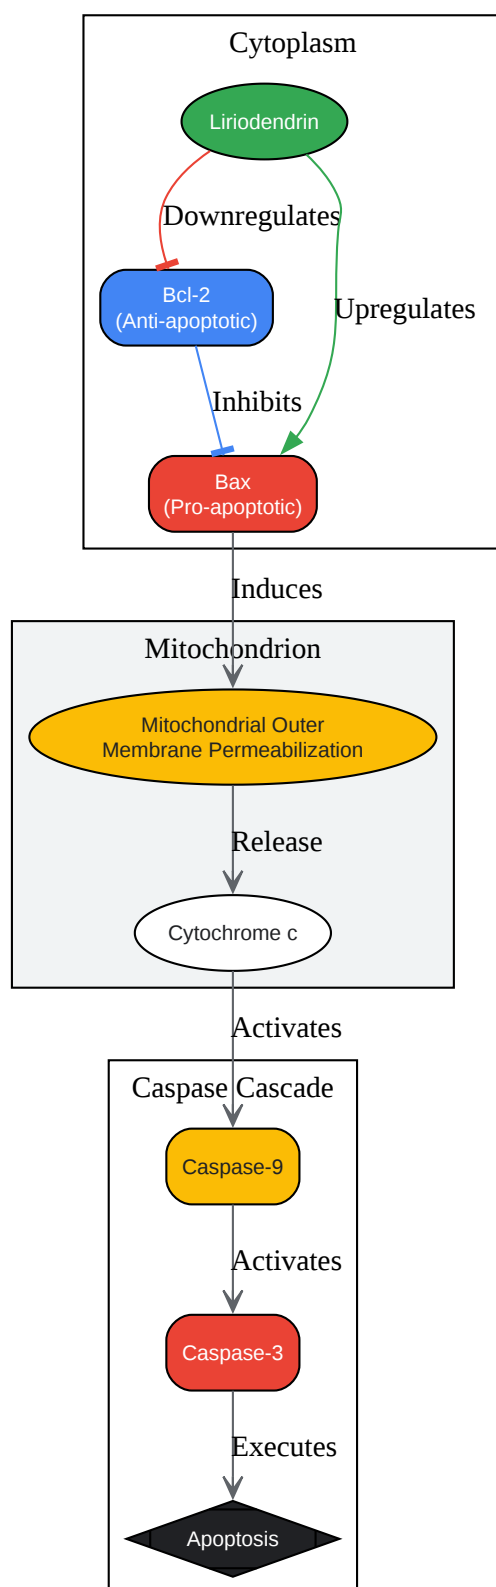 Cytoplasm
Liriodendrin
Downregulates
Bcl-2
(Anti-apoptotic)
Upregulates
Inhibits
Bax
(Pro-apoptotic)
Induces
Mitochondrion
Mitochondrial Outer
Membrane Permeabilization
Release
Cytochrome c
Activates
Caspase Cascade
Caspase-9
Activates
Caspase-3
Executes
Apoptosis